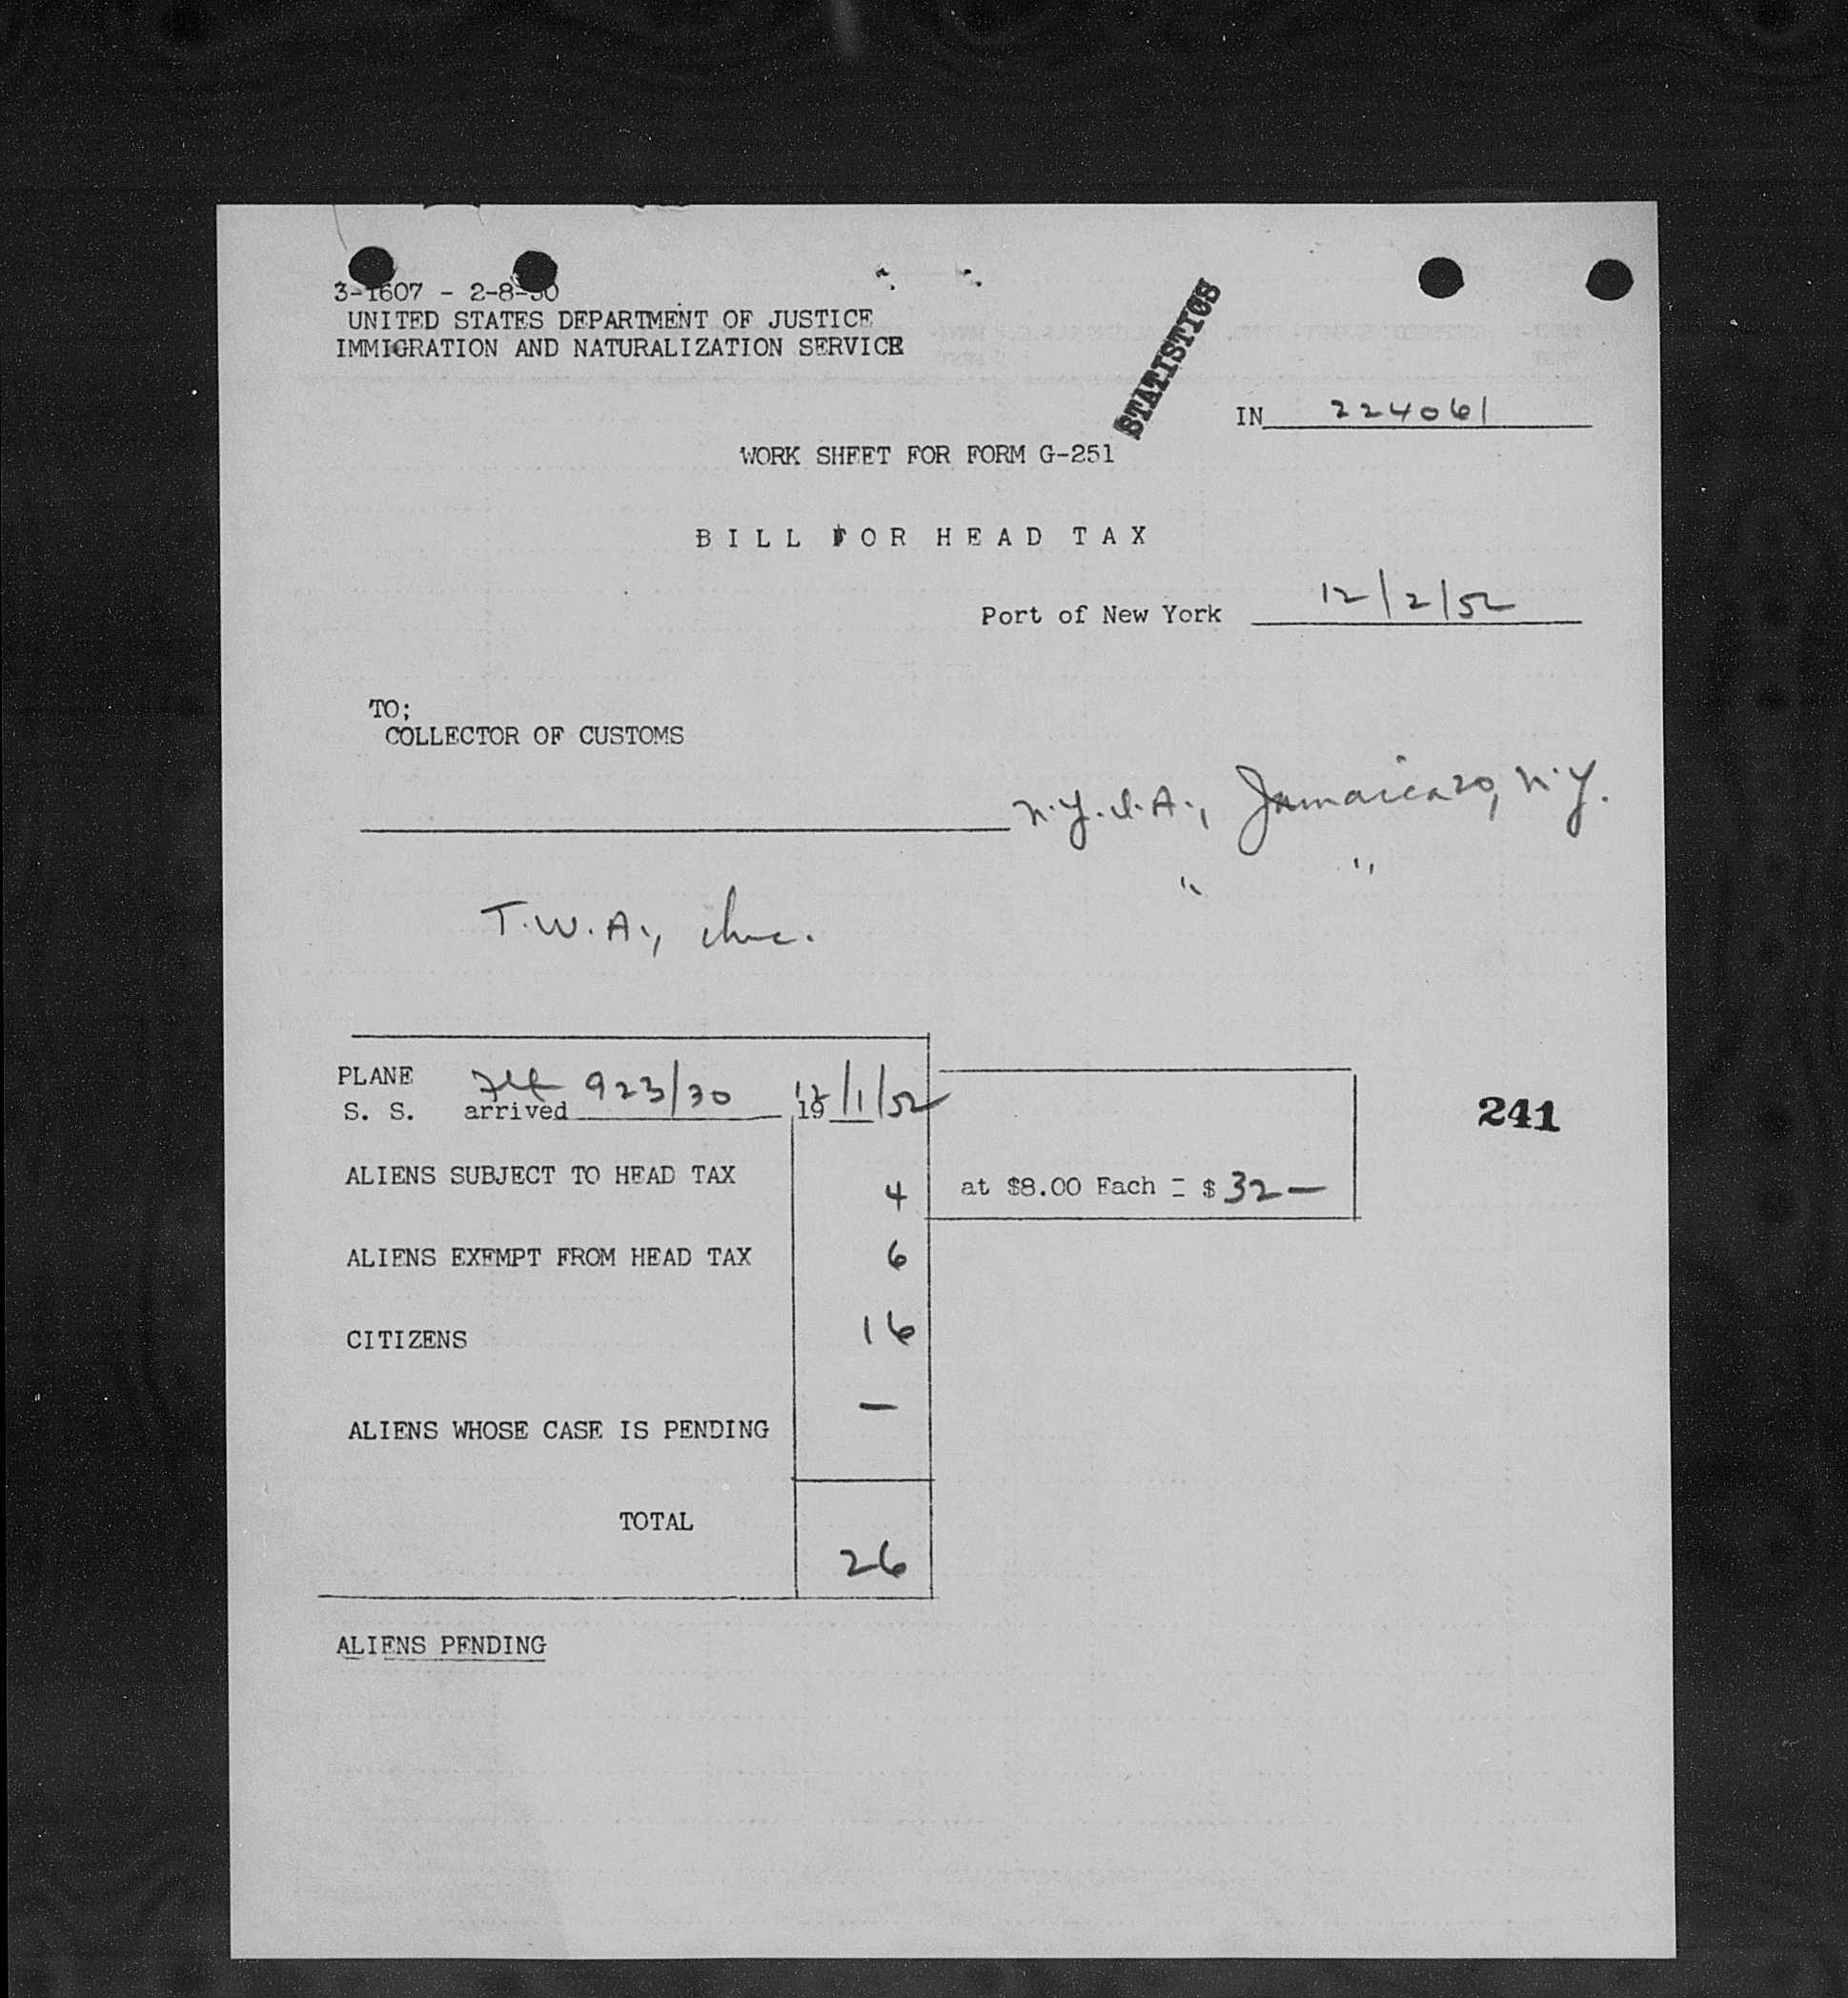 3-1607 - 2-8-50
UNITED STATES DEPARTMENT OF JUSTICE
IMMIGRATION AND NATURALIZATION SERVICE
STATISTICS
IN 224061
WORK SHEET FOR FORM G-251
BILL FOR HEAD TAX
Port of New York 12/2/52
TO;
COLLECTOR OF CUSTOMS
N.Y.I.A., Jamaica 20, N.Y.
" "
T.W.A., Inc.
PLANE Flt 923/30 12/1/52
S. S. arrived 19
241
ALIENS SUBJECT TO HEAD TAX 4 at $8.00 Each = $ 32 —
ALIENS EXEMPT FROM HEAD TAX 6
CITIZENS 16
ALIENS WHOSE CASE IS PENDING —
TOTAL 26
ALIENS PENDING